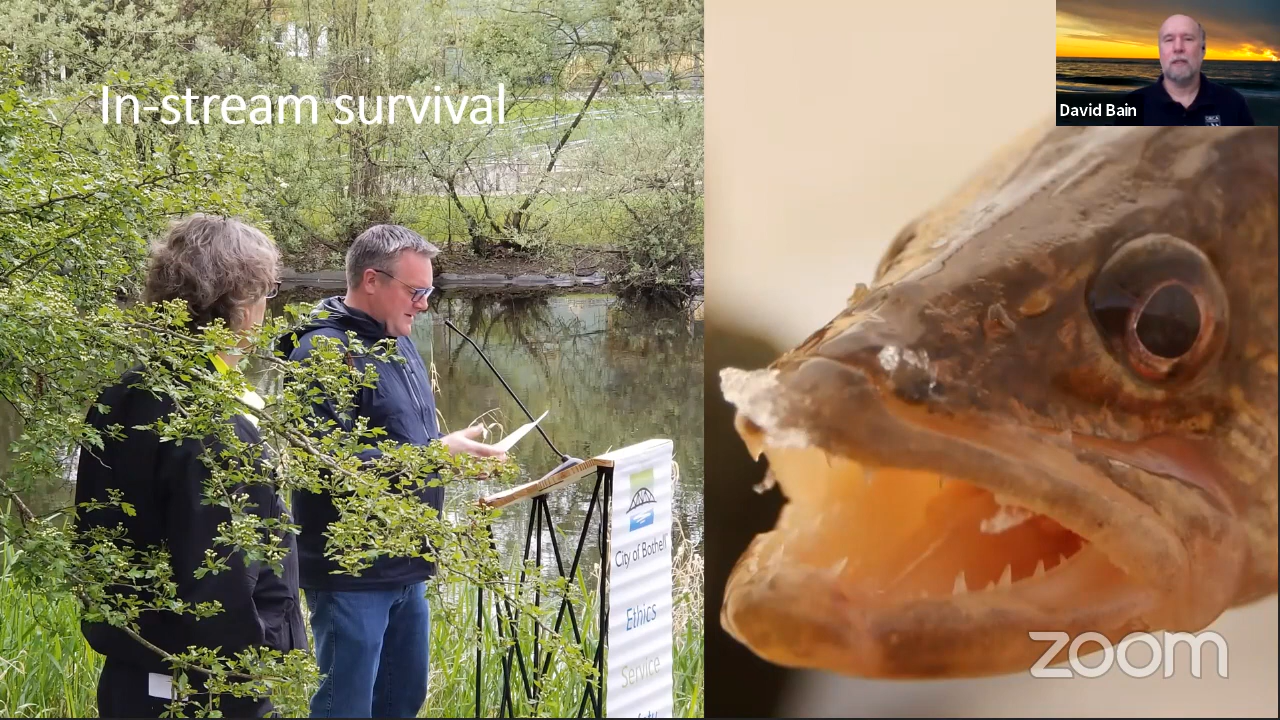 In-stream survival
David Bain
City of Bothell
Ethics
Service
zoom